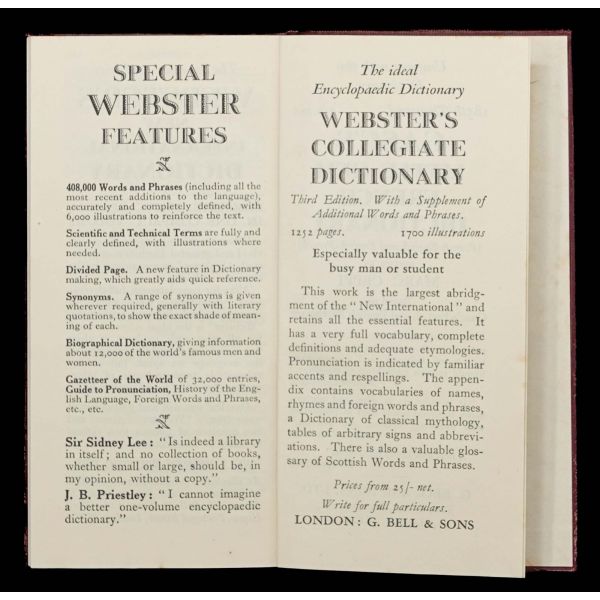 SPECIAL
WEBSTER
FEATURES
408,000 Words and Phrases (including all the
most recent additions to the language),
accurately and completely defined, with
6,000 illustrations to reinforce the text.
Scientific and Technical Terms are fully and
clearly defined, with illustrations where
needed.
Divided Page. A new feature in Dictionary
making, which greatly aids quick reference.
Synonyms. A range of synonyms is given
wherever required, generally with literary
quotations, to show the exact shade of mean-
ing of each.
Biographical Dictionary, giving information
about 12,000 of the world's famous men and
women.
Gazetteer of the World of 32,000 entries,
Guide to Pronunciation, History of the Eng-
lish Language, Foreign Words and Phrases,
etc., etc.
Sir Sidney Lee: "Is indeed a library
in itself; and no collection of books,
whether small or large, should be, in
my opinion, without a copy."
J. B. Priestley: "I cannot imagine
a better one-volume encyclopaedic
dictionary."
The ideal
Encyclopaedic Dictionary
WEBSTER'S
COLLEGIATE
DICTIONARY
Third Edition. With a Supplement of
Additional Words and Phrases.
1252 pages. 1700 illustrations
Especially valuable for the
busy man or student
This work is the largest abridg-
ment of the "New International" and
retains all the essential features. It
has a very full vocabulary, complete
definitions and adequate etymologies.
Pronunciation is indicated by familiar
accents and respellings. The appen-
dix contains vocabularies of names,
rhymes and foreign words and phrases,
a Dictionary of classical mythology,
tables of arbitrary signs and abbrevi-
ations. There is also a valuable glos-
sary of Scottish Words and Phrases.
Prices from 25/- net.
Write for full particulars.
LONDON: G. BELL & SONS